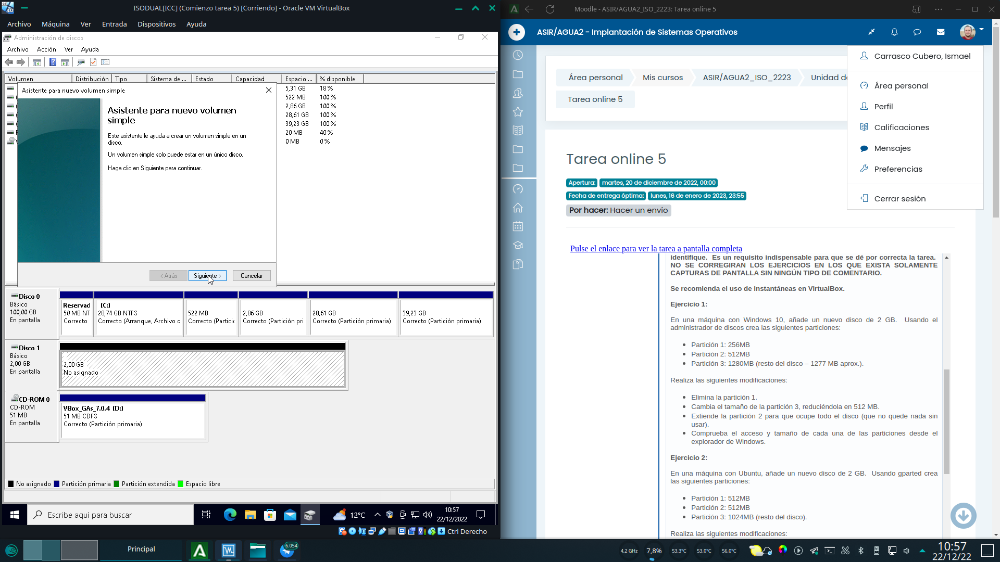 ISODUAL[ICC] (Comienzo tarea 5) [Corriendo] - Oracle VM VirtualBox
Archivo Máquina Ver Entrada Dispositivos Ayuda
Administración de discos
Archivo Acción Ver Ayuda
Volumen Distribución Tipo Sistema de ... Estado Capacidad Espacio ... % disponible
5,31 GB 18 %
522 MB 100 %
2,86 GB 100 %
28,61 GB 100 %
39,23 GB 100 %
20 MB 40 %
0 MB 0 %
Asistente para nuevo volumen simple
Asistente para nuevo volumen
simple
Este asistente le ayuda a crear un volumen simple en un
disco.
Un volumen simple solo puede estar en un único disco.
Haga clic en Siguiente para continuar.
< Atrás Siguiente > Cancelar
Disco 0
Básico
100,00 GB
En pantalla
Reservad
50 MB NT
Correcto
(C:)
28,74 GB NTFS
Correcto (Arranque, Archivo c
522 MB
Correcto (Partici
2,86 GB
Correcto (Partición pri
28,61 GB
Correcto (Partición primaria)
39,23 GB
Correcto (Partición primaria)
Disco 1
Básico
2,00 GB
En pantalla
2,00 GB
No asignado
CD-ROM 0
CD-ROM
51 MB
En pantalla
VBox_GAs_7.0.4 (D:)
51 MB CDFS
Correcto (Partición primaria)
No asignado Partición primaria Partición extendida Espacio libre
Escribe aquí para buscar
12°C
10:57
22/12/2022
Ctrl Derecho
Moodle - ASIR/AGUA2_ISO_2223: Tarea online 5
ASIR/AGUA2 - Implantación de Sistemas Operativos
Área personal Mis cursos ASIR/AGUA2_ISO_2223 Unidad de
Tarea online 5
Carrasco Cubero, Ismael
Área personal
Perfil
Calificaciones
Mensajes
Preferencias
Cerrar sesión
Tarea online 5
Apertura: martes, 20 de diciembre de 2022, 00:00
Fecha de entrega óptima: lunes, 16 de enero de 2023, 23:55
Por hacer: Hacer un envío
Pulse el enlace para ver la tarea a pantalla completa
identifique. Es un requisito indispensable para que se dé por correcta la tarea.
NO SE CORREGIRAN LOS EJERCICIOS EN LOS QUE EXISTA SOLAMENTE
CAPTURAS DE PANTALLA SIN NINGÚN TIPO DE COMENTARIO.
Se recomienda el uso de instantáneas en VirtualBox.
Ejercicio 1:
En una máquina con Windows 10, añade un nuevo disco de 2 GB. Usando el
administrador de discos crea las siguientes particiones:
Partición 1: 256MB
Partición 2: 512MB
Partición 3: 1280MB (resto del disco – 1277 MB aprox.).
Realiza las siguientes modificaciones:
Elimina la partición 1.
Cambia el tamaño de la partición 3, reduciéndola en 512 MB.
Extiende la partición 2 para que ocupe todo el disco (que no quede nada sin
usar).
Comprueba el acceso y tamaño de cada una de las particiones desde el
explorador de Windows.
Ejercicio 2:
En una máquina con Ubuntu, añade un nuevo disco de 2 GB. Usando gparted crea
las siguientes particiones:
Partición 1: 512MB
Partición 2: 512MB
Partición 3: 1024MB (resto del disco).
Realiza las siguientes modificaciones:
Principal
6.054
4,2 GHz 7,8% 53,3°C 53,0°C 56,0°C
10:57
22/12/22